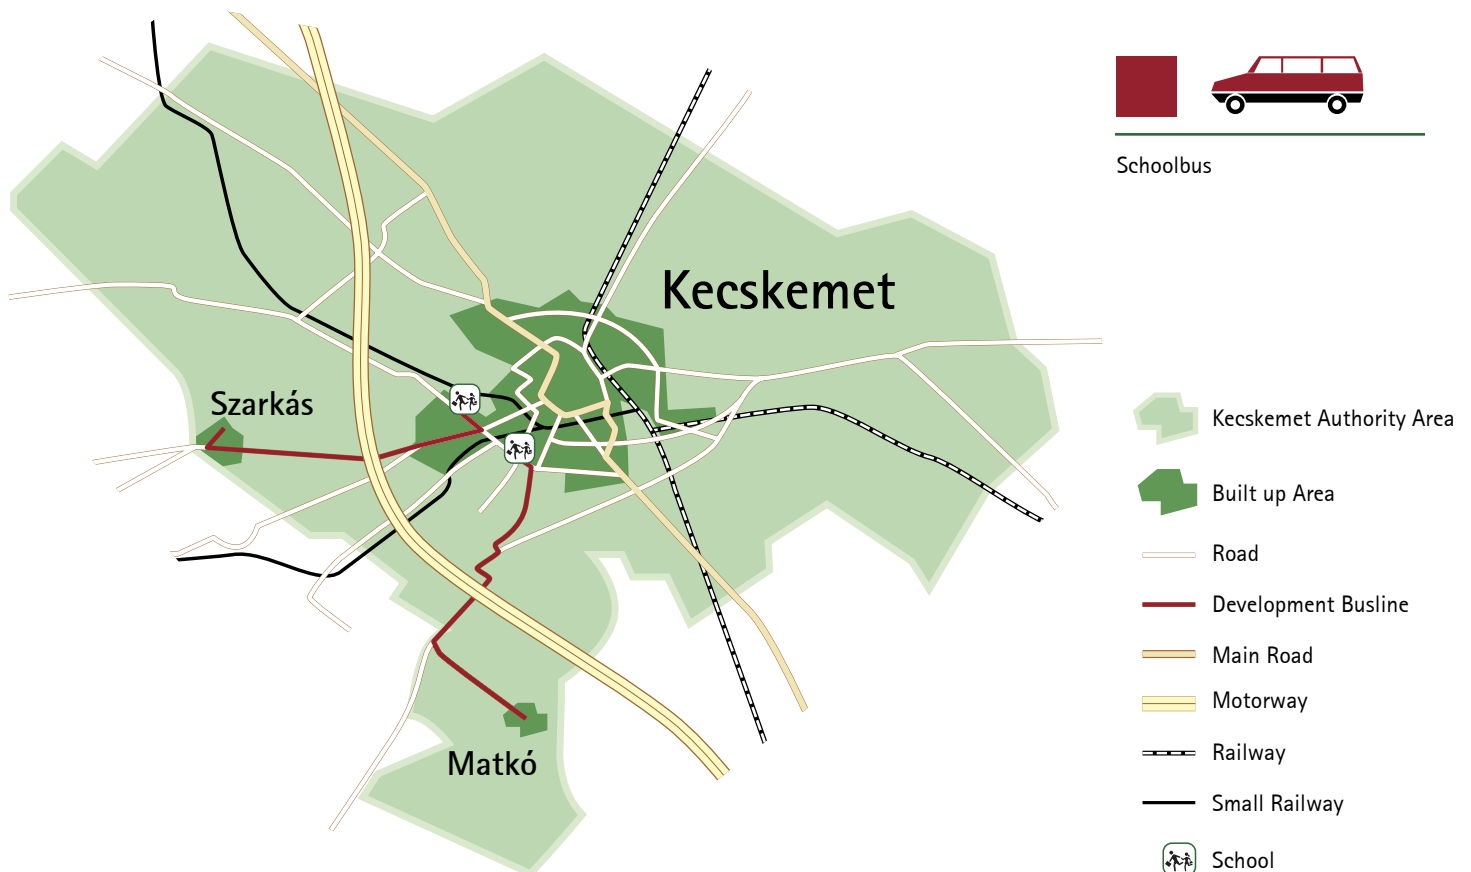 Schoolbus
Kecskemet
Szarkás
Matkó
Kecskemet Authority Area
Built up Area
Road
Development Busline
Main Road
Motorway
Railway
Small Railway
School